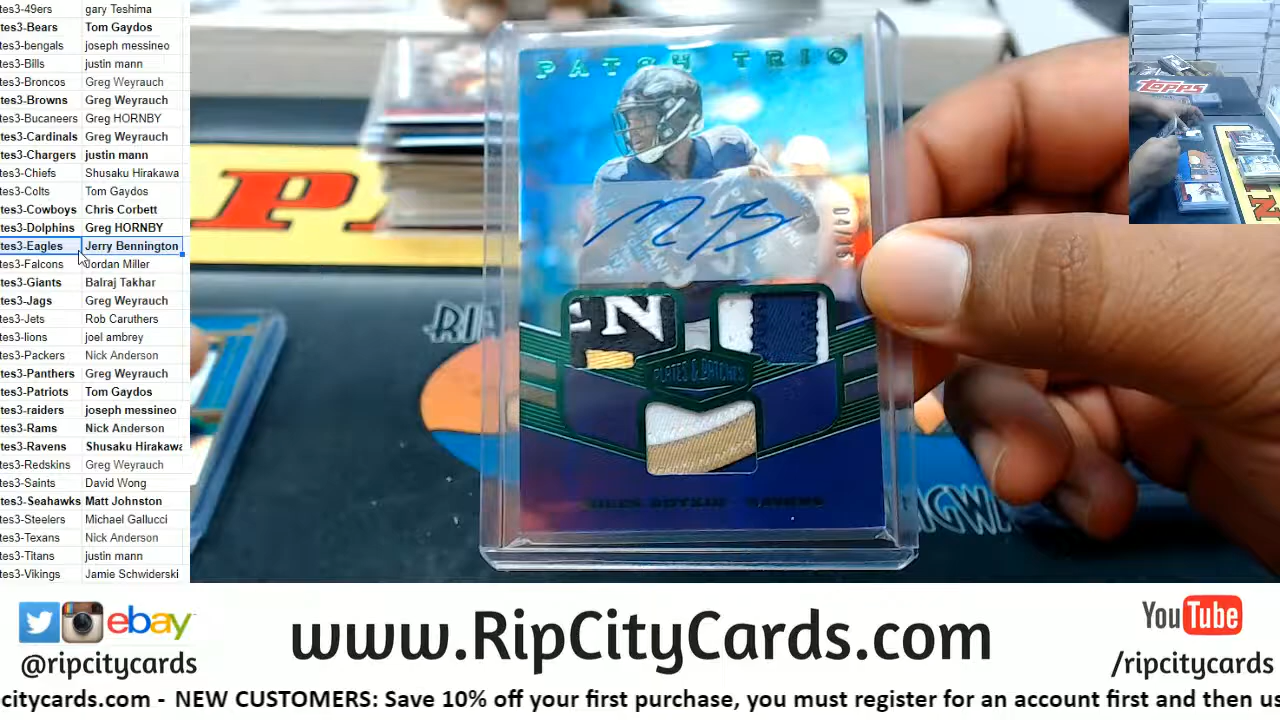 tes3-49ers gary Teshima
tes3-Bears Tom Gaydos
tes3-bengals joseph messineo
tes3-Bills justin mann
tes3-Broncos Greg Weyrauch
tes3-Browns Greg Weyrauch
tes3-Bucaneers Greg HORNBY
tes3-Cardinals Greg Weyrauch
tes3-Chargers justin mann
tes3-Chiefs Shusaku Hirakawa
tes3-Colts Tom Gaydos
tes3-Cowboys Chris Corbett
tes3-Dolphins Greg HORNBY
tes3-Eagles Jerry Bennington
tes3-Falcons Jordan Miller
tes3-Giants Balraj Takhar
tes3-Jags Greg Weyrauch
tes3-Jets Rob Caruthers
tes3-lions joel ambrey
tes3-Packers Nick Anderson
tes3-Panthers Greg Weyrauch
tes3-Patriots Tom Gaydos
tes3-raiders joseph messineo
tes3-Rams Nick Anderson
tes3-Ravens Shusaku Hirakawa
tes3-Redskins Greg Weyrauch
tes3-Saints David Wong
tes3-Seahawks Matt Johnston
tes3-Steelers Michael Gallucci
tes3-Texans Nick Anderson
tes3-Titans justin mann
tes3-Vikings Jamie Schwiderski
PATCH TRIO
PLATES & PATCHES
TOPPS
ebay
@ripcitycards
www.RipCityCards.com
YouTube
/ripcitycards
citycards.com - NEW CUSTOMERS: Save 10% off your first purchase, you must register for an account first and then us